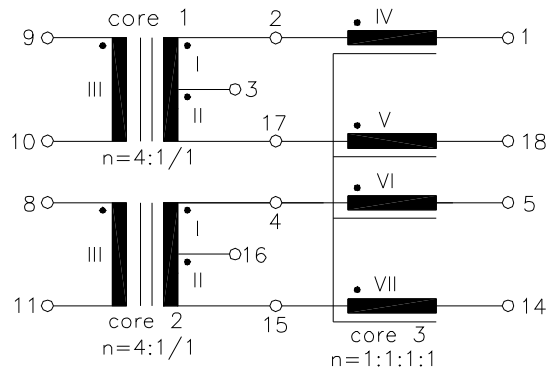 core 1
2
IV
9
1
I
III
3
II
17
V
10
18
n=4:1/1
VI
8
5
4
I
III
16
II
VII
11
14
core 2
15
core 3
n=4:1/1
n=1:1:1:1